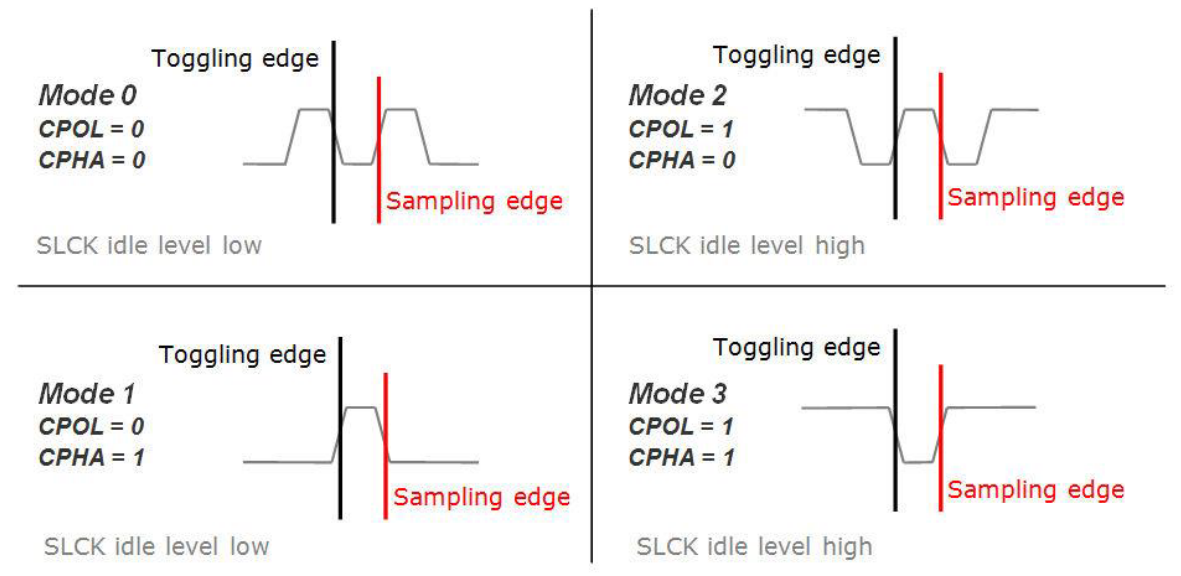 Toggling edge
Mode 0
CPOL = 0
CPHA = 0
Sampling edge
SLCK idle level low
Toggling edge
Mode 2
CPOL = 1
CPHA = 0
Sampling edge
SLCK idle level high
Toggling edge
Mode 1
CPOL = 0
CPHA = 1
Sampling edge
SLCK idle level low
Toggling edge
Mode 3
CPOL = 1
CPHA = 1
Sampling edge
SLCK idle level high